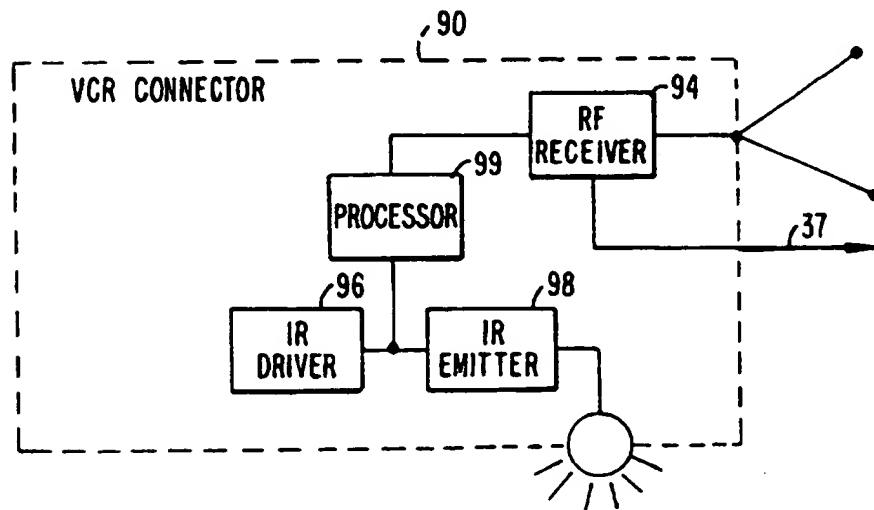 90
VCR CONNECTOR
94
RF
RECEIVER
99
PROCESSOR
37
96
IR
DRIVER
98
IR
EMITTER